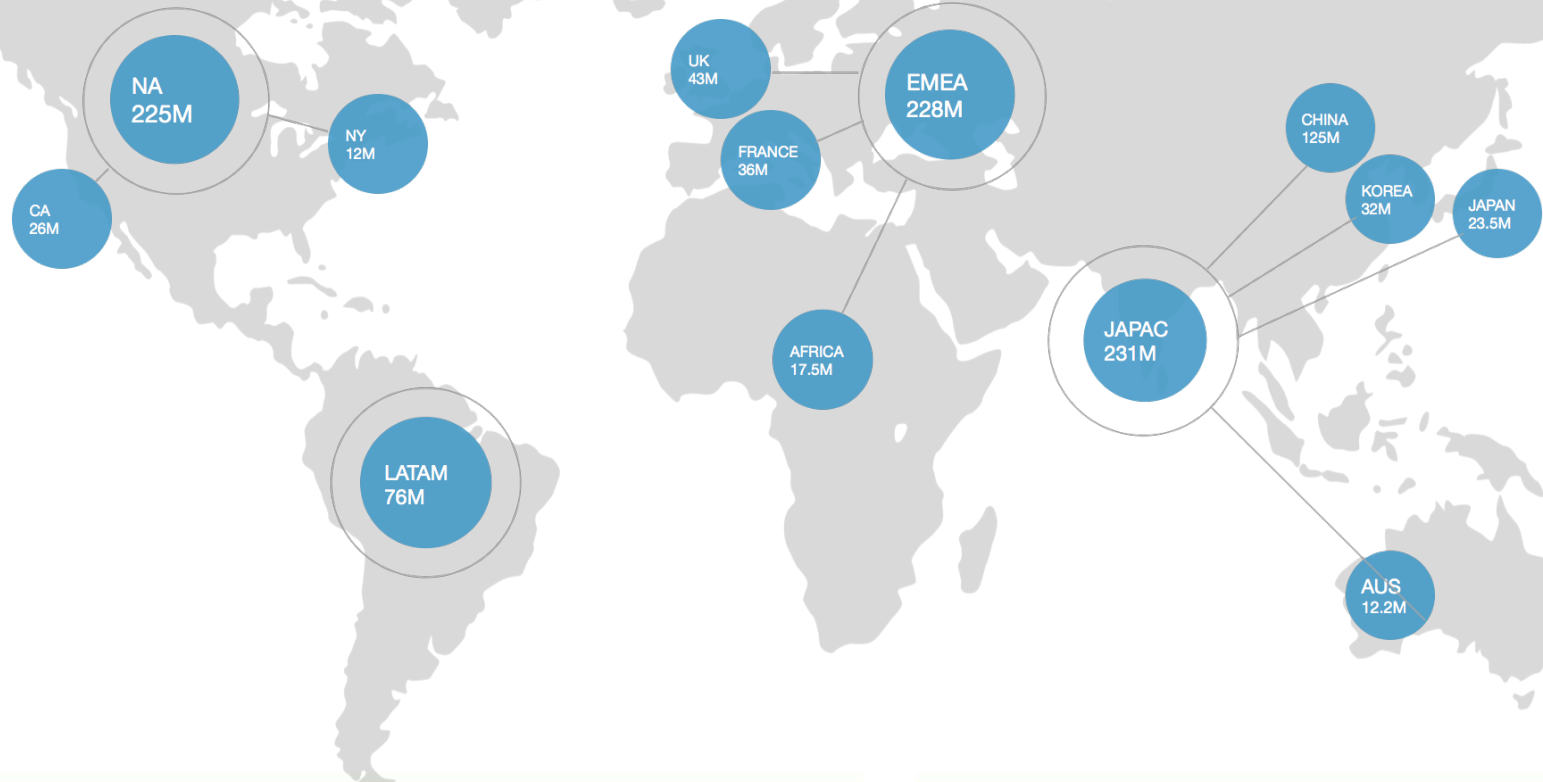 NA
225M
NY
12M
CA
26M
LATAM
76M
UK
43M
EMEA
228M
FRANCE
36M
AFRICA
17.5M
CHINA
125M
KOREA
32M
JAPAN
23.5M
JAPAC
231M
AUS
12.2M